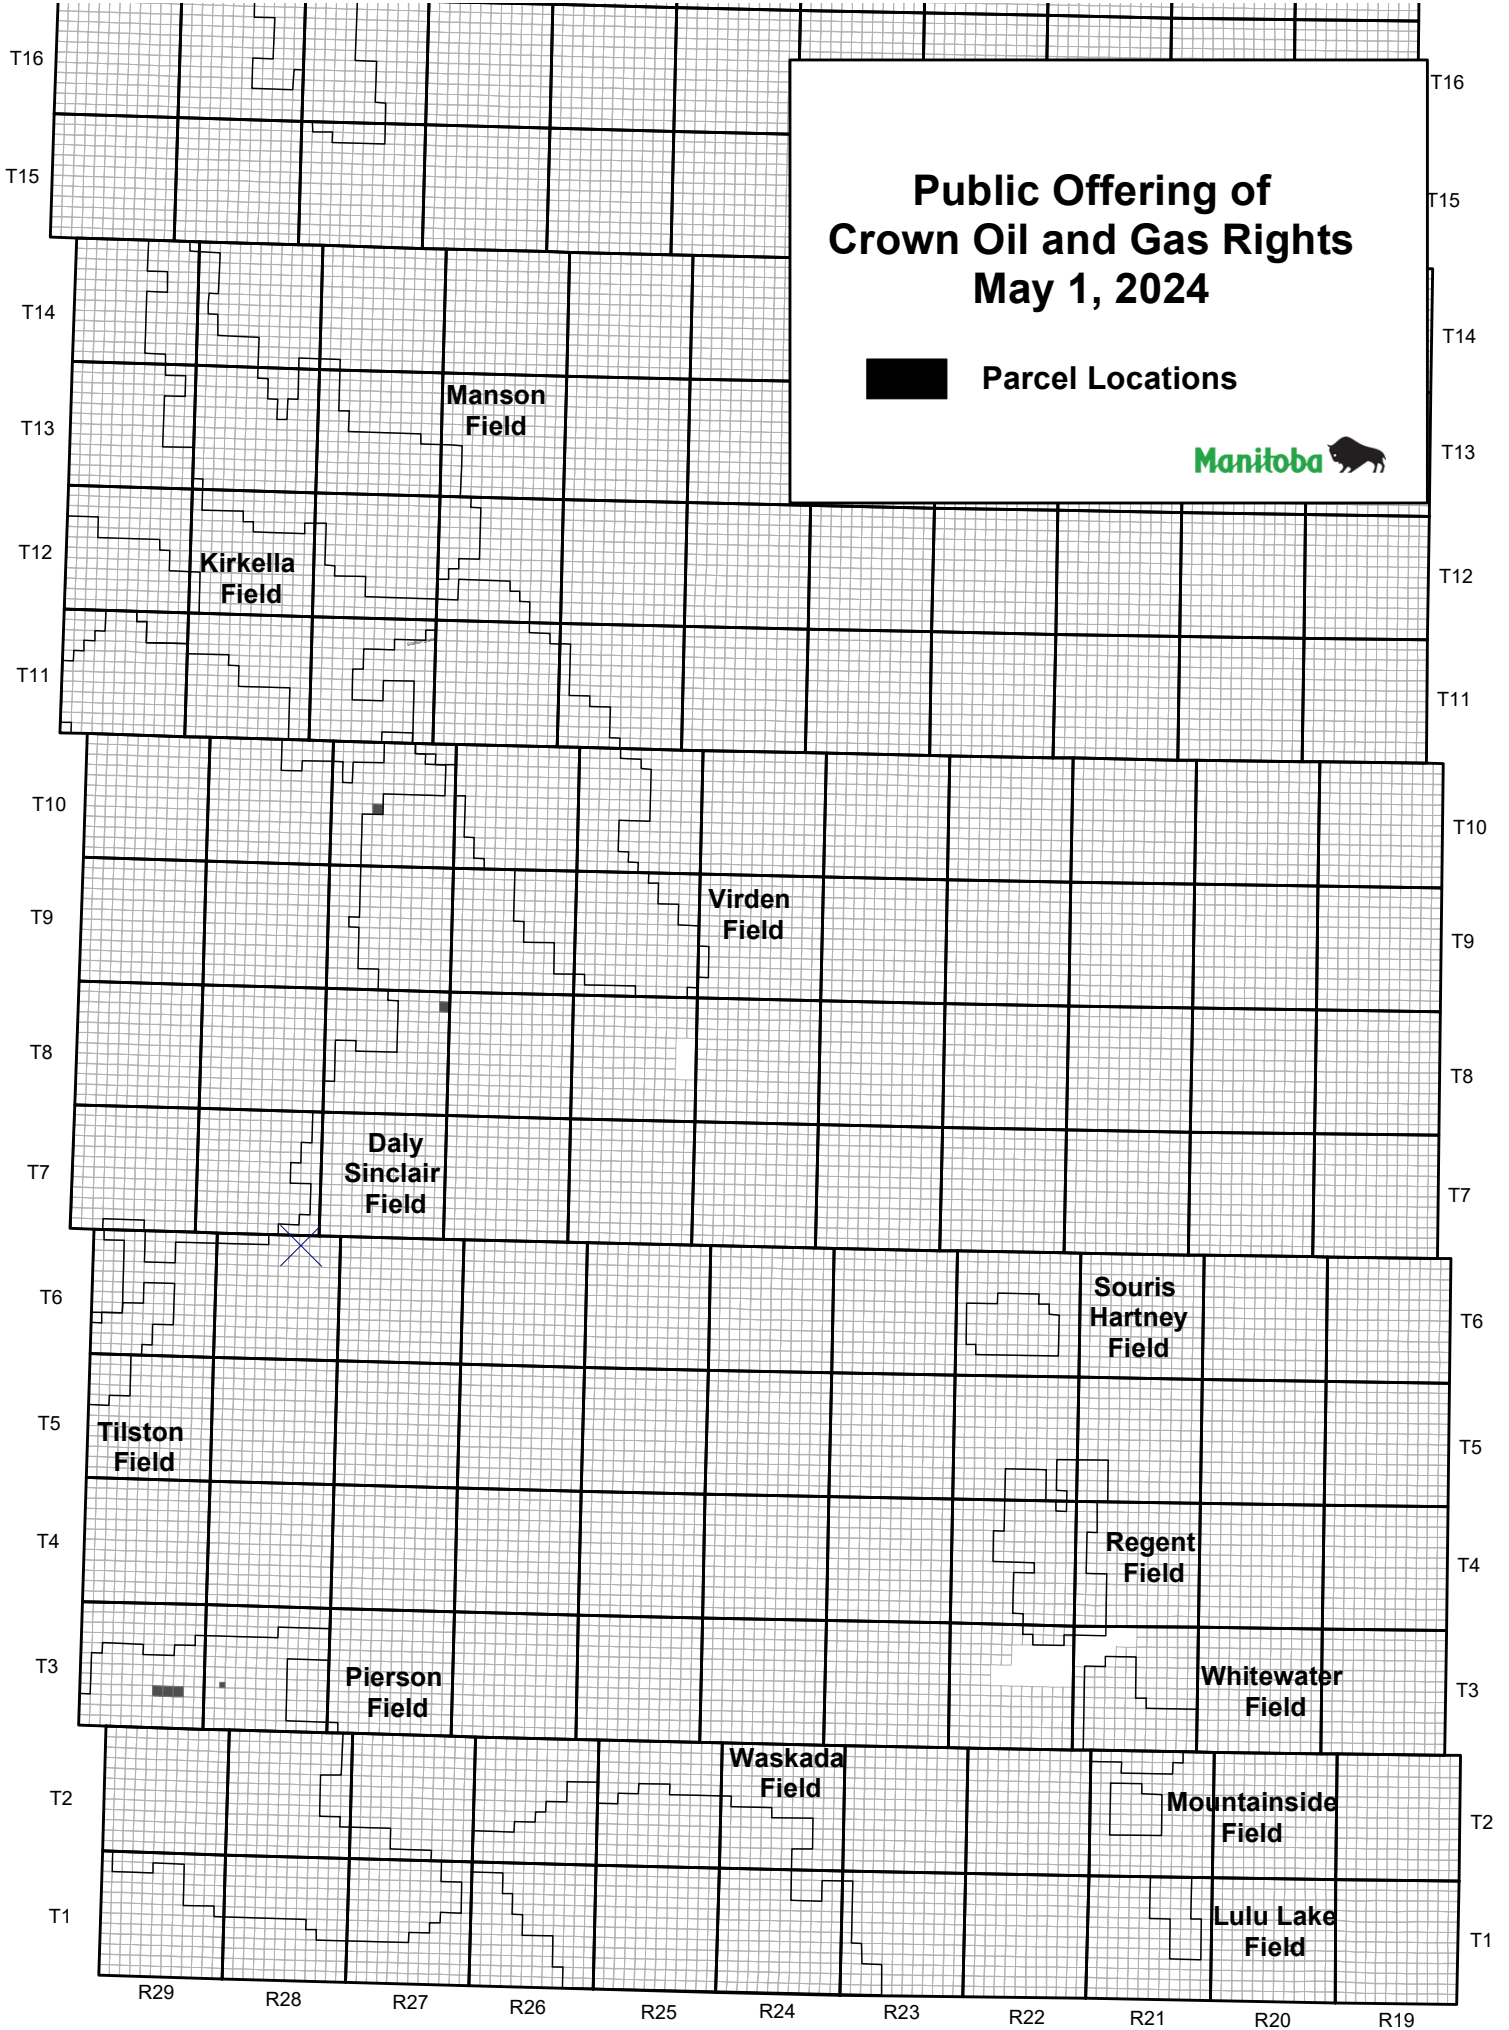 T16
T16
T15
Public Offering of
Crown Oil and Gas Rights
May 1, 2024
T15
T14
T14
Parcel Locations
Manson
Field
T13
T13
Manitoba
T12
Kirkella
Field
T12
T11
T11
T10
T10
Virden
Field
T9
T9
T8
T8
Daly
Sinclair
Field
T7
T7
T6
Souris
Hartney
Field
T6
Tilston
Field
T5
T5
T4
Regent
Field
T4
T3
Pierson
Field
Whitewater
Field
T3
Waskada
Field
T2
Mountainside
Field
T2
T1
Lulu Lake
Field
T1
R29
R28
R27
R26
R25
R24
R23
R22
R21
R20
R19